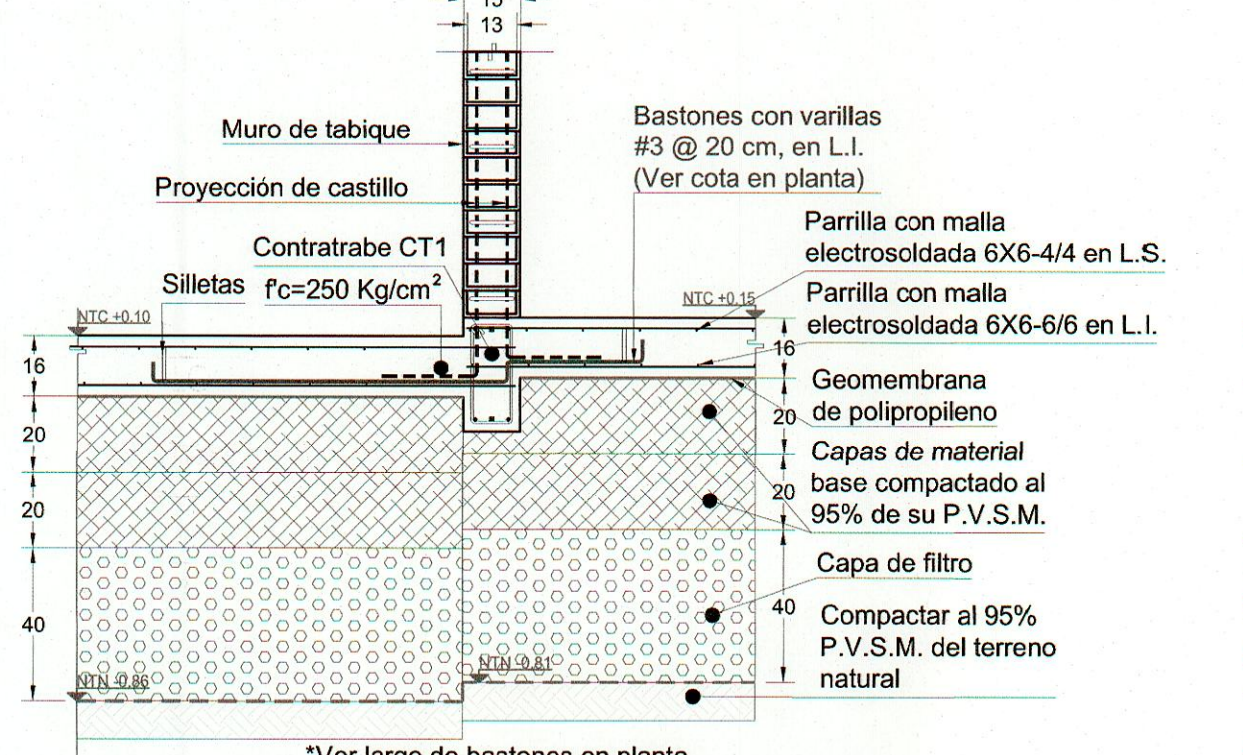 15
13
Muro de tabique
Proyección de castillo
Contratrabe CT1
Silletas
f'c=250 Kg/cm²
Bastones con varillas
#3 @ 20 cm, en L.I.
(Ver cota en planta)
Parrilla con malla
electrosoldada 6X6-4/4 en L.S.
Parrilla con malla
electrosoldada 6X6-6/6 en L.I.
NTC +0.10
NTC +0.15
16
20
20
40
16
20
20
40
Geomembrana
de polipropileno
Capas de material
base compactado al
95% de su P.V.S.M.
Capa de filtro
Compactar al 95%
P.V.S.M. del terreno
natural
NTN -0.86
NTN -0.81
*Ver largo de bastones en planta